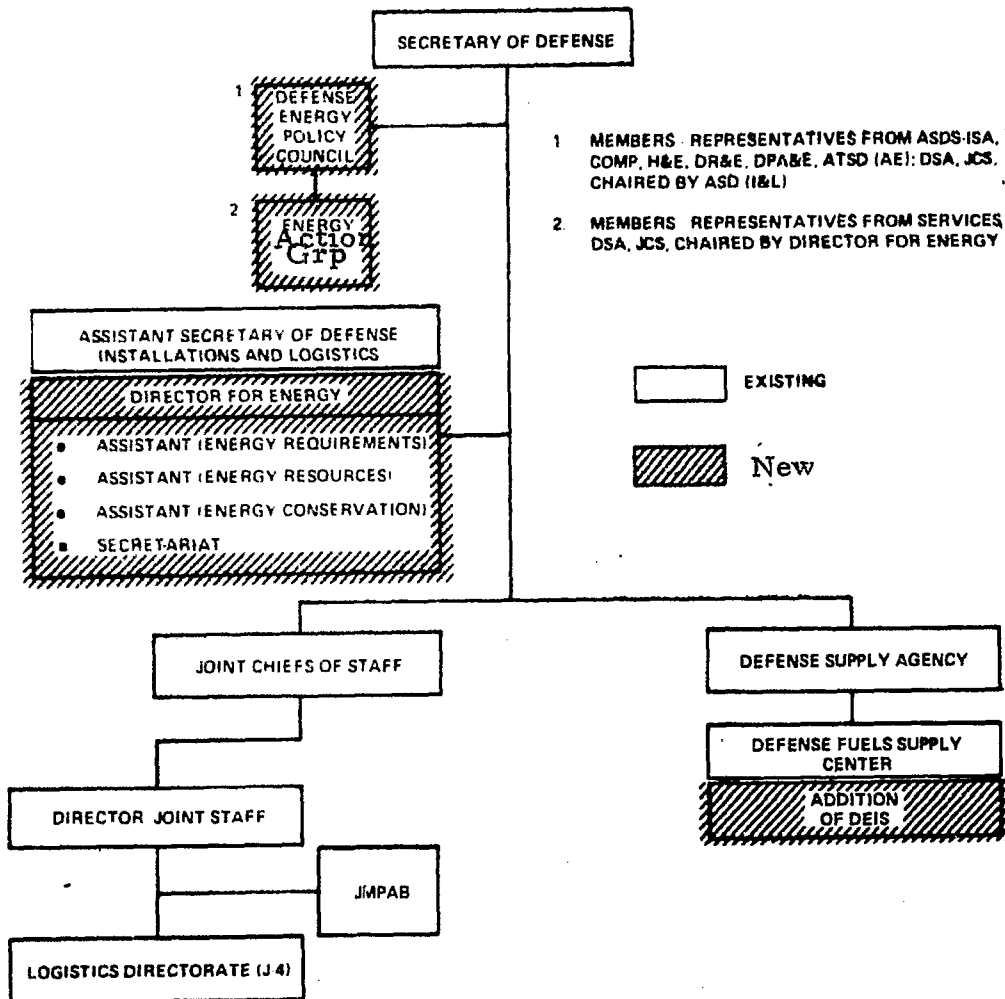 SECRETARY OF DEFENSE
1
DEFENSE
ENERGY
POLICY
COUNCIL
1 MEMBERS REPRESENTATIVES FROM ASDS-ISA,
COMP, H&E, DR&E, DPA&E, ATSD (AE): DSA, JCS,
CHAIRED BY ASD (I&L)
2
ENERGY
Action
Grp
2. MEMBERS REPRESENTATIVES FROM SERVICES,
DSA, JCS, CHAIRED BY DIRECTOR FOR ENERGY
ASSISTANT SECRETARY OF DEFENSE
INSTALLATIONS AND LOGISTICS
DIRECTOR FOR ENERGY
• ASSISTANT (ENERGY REQUIREMENTS)
• ASSISTANT (ENERGY RESOURCES)
• ASSISTANT (ENERGY CONSERVATION)
• SECRETARIAT
EXISTING
New
JOINT CHIEFS OF STAFF
DEFENSE SUPPLY AGENCY
DEFENSE FUELS SUPPLY
CENTER
ADDITION
OF DEIS
DIRECTOR JOINT STAFF
JMPAB
LOGISTICS DIRECTORATE (J-4)